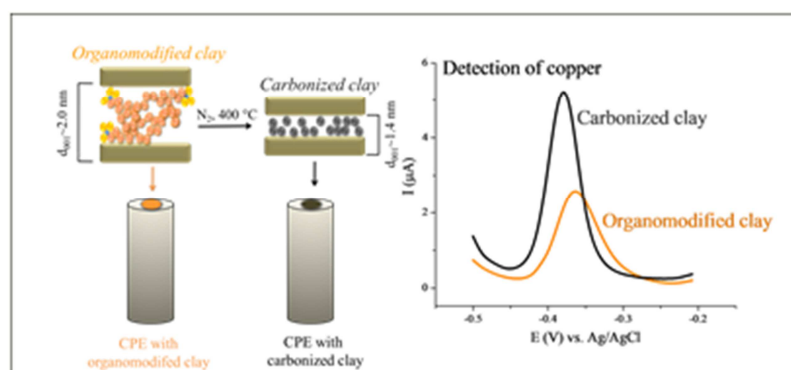 Organomodified clay
Carbonized clay
N₂, 400 °C
d₀₀₁~2.0 nm
d₀₀₁~1.4 nm
CPE with
organomodifed clay
CPE with
carbonized clay
Detection of copper
Carbonized clay
Organomodified clay
I (µA)
6
4
2
0
-0.5
-0.4
-0.3
-0.2
E (V) vs. Ag/AgCl